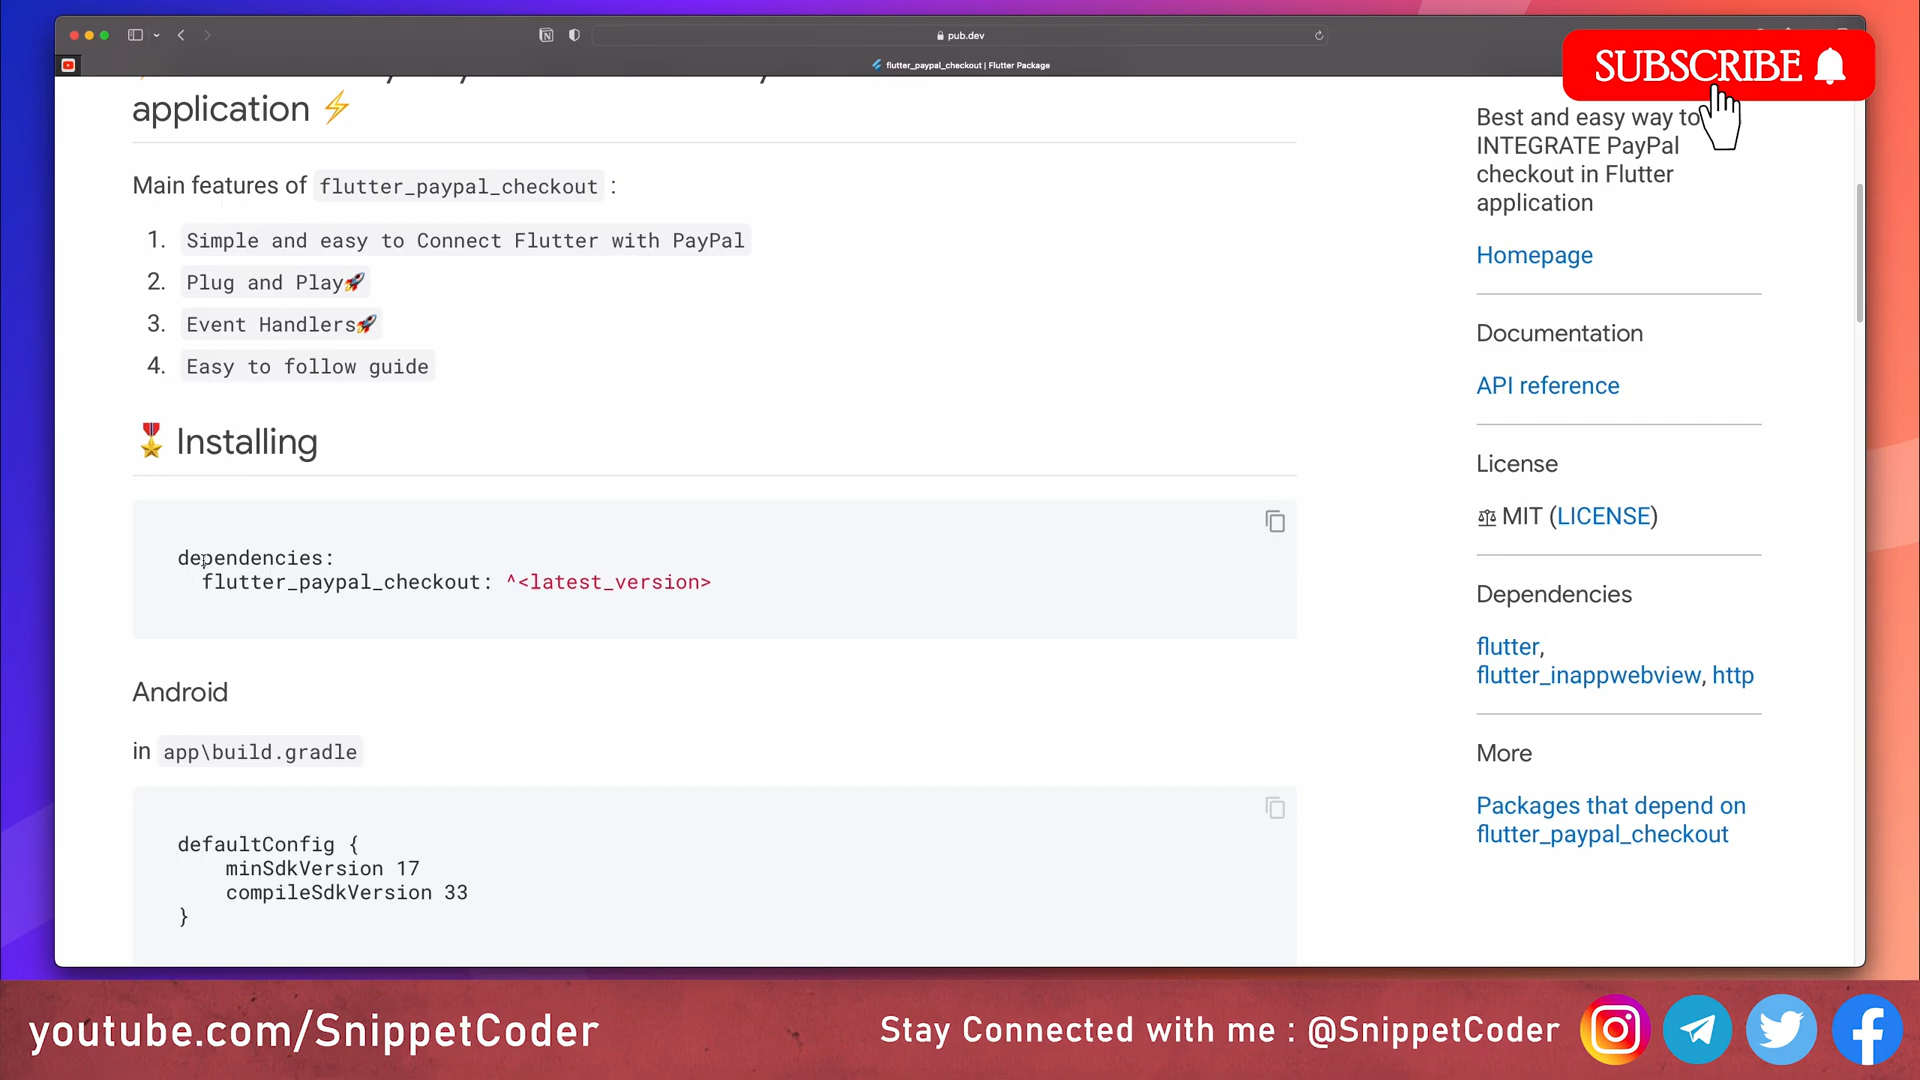 pub.dev
flutter_paypal_checkout | Flutter Package
SUBSCRIBE
application ⚡
Main features of flutter_paypal_checkout :
1. Simple and easy to Connect Flutter with PayPal
2. Plug and Play🚀
3. Event Handlers🚀
4. Easy to follow guide
🎖 Installing
dependencies:
flutter_paypal_checkout: ^<latest_version>
Android
in app\build.gradle
defaultConfig {
minSdkVersion 17
compileSdkVersion 33
}
Best and easy way to
INTEGRATE PayPal
checkout in Flutter
application
Homepage
Documentation
API reference
License
MIT (LICENSE)
Dependencies
flutter,
flutter_inappwebview, http
More
Packages that depend on
flutter_paypal_checkout
youtube.com/SnippetCoder
Stay Connected with me : @SnippetCoder